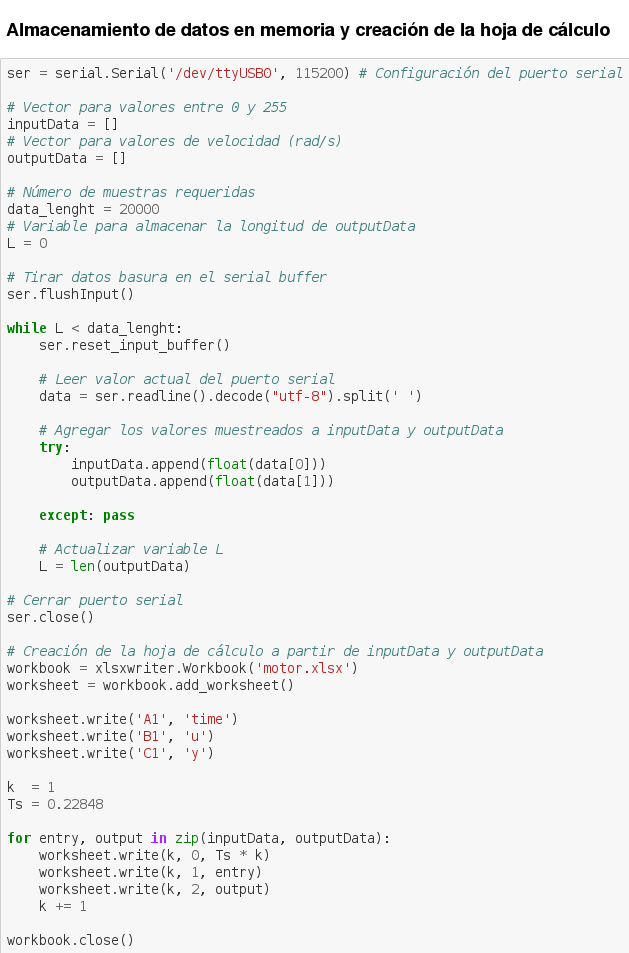 Almacenamiento de datos en memoria y creación de la hoja de cálculo
ser = serial.Serial('/dev/ttyUSB0', 115200) # Configuración del puerto serial
# Vector para valores entre 0 y 255
inputData = []
# Vector para valores de velocidad (rad/s)
outputData = []
# Número de muestras requeridas
data_lenght = 20000
# Variable para almacenar la longitud de outputData
L = 0
# Tirar datos basura en el serial buffer
ser.flushInput()
while L < data_lenght:
    ser.reset_input_buffer()
    # Leer valor actual del puerto serial
    data = ser.readline().decode("utf-8").split(' ')
    # Agregar los valores muestreados a inputData y outputData
    try:
        inputData.append(float(data[0]))
        outputData.append(float(data[1]))
    except: pass
    # Actualizar variable L
    L = len(outputData)
# Cerrar puerto serial
ser.close()
# Creación de la hoja de cálculo a partir de inputData y outputData
workbook = xlsxwriter.Workbook('motor.xlsx')
worksheet = workbook.add_worksheet()
worksheet.write('A1', 'time')
worksheet.write('B1', 'u')
worksheet.write('C1', 'y')
k  = 1
Ts = 0.22848
for entry, output in zip(inputData, outputData):
    worksheet.write(k, 0, Ts * k)
    worksheet.write(k, 1, entry)
    worksheet.write(k, 2, output)
    k += 1
workbook.close()